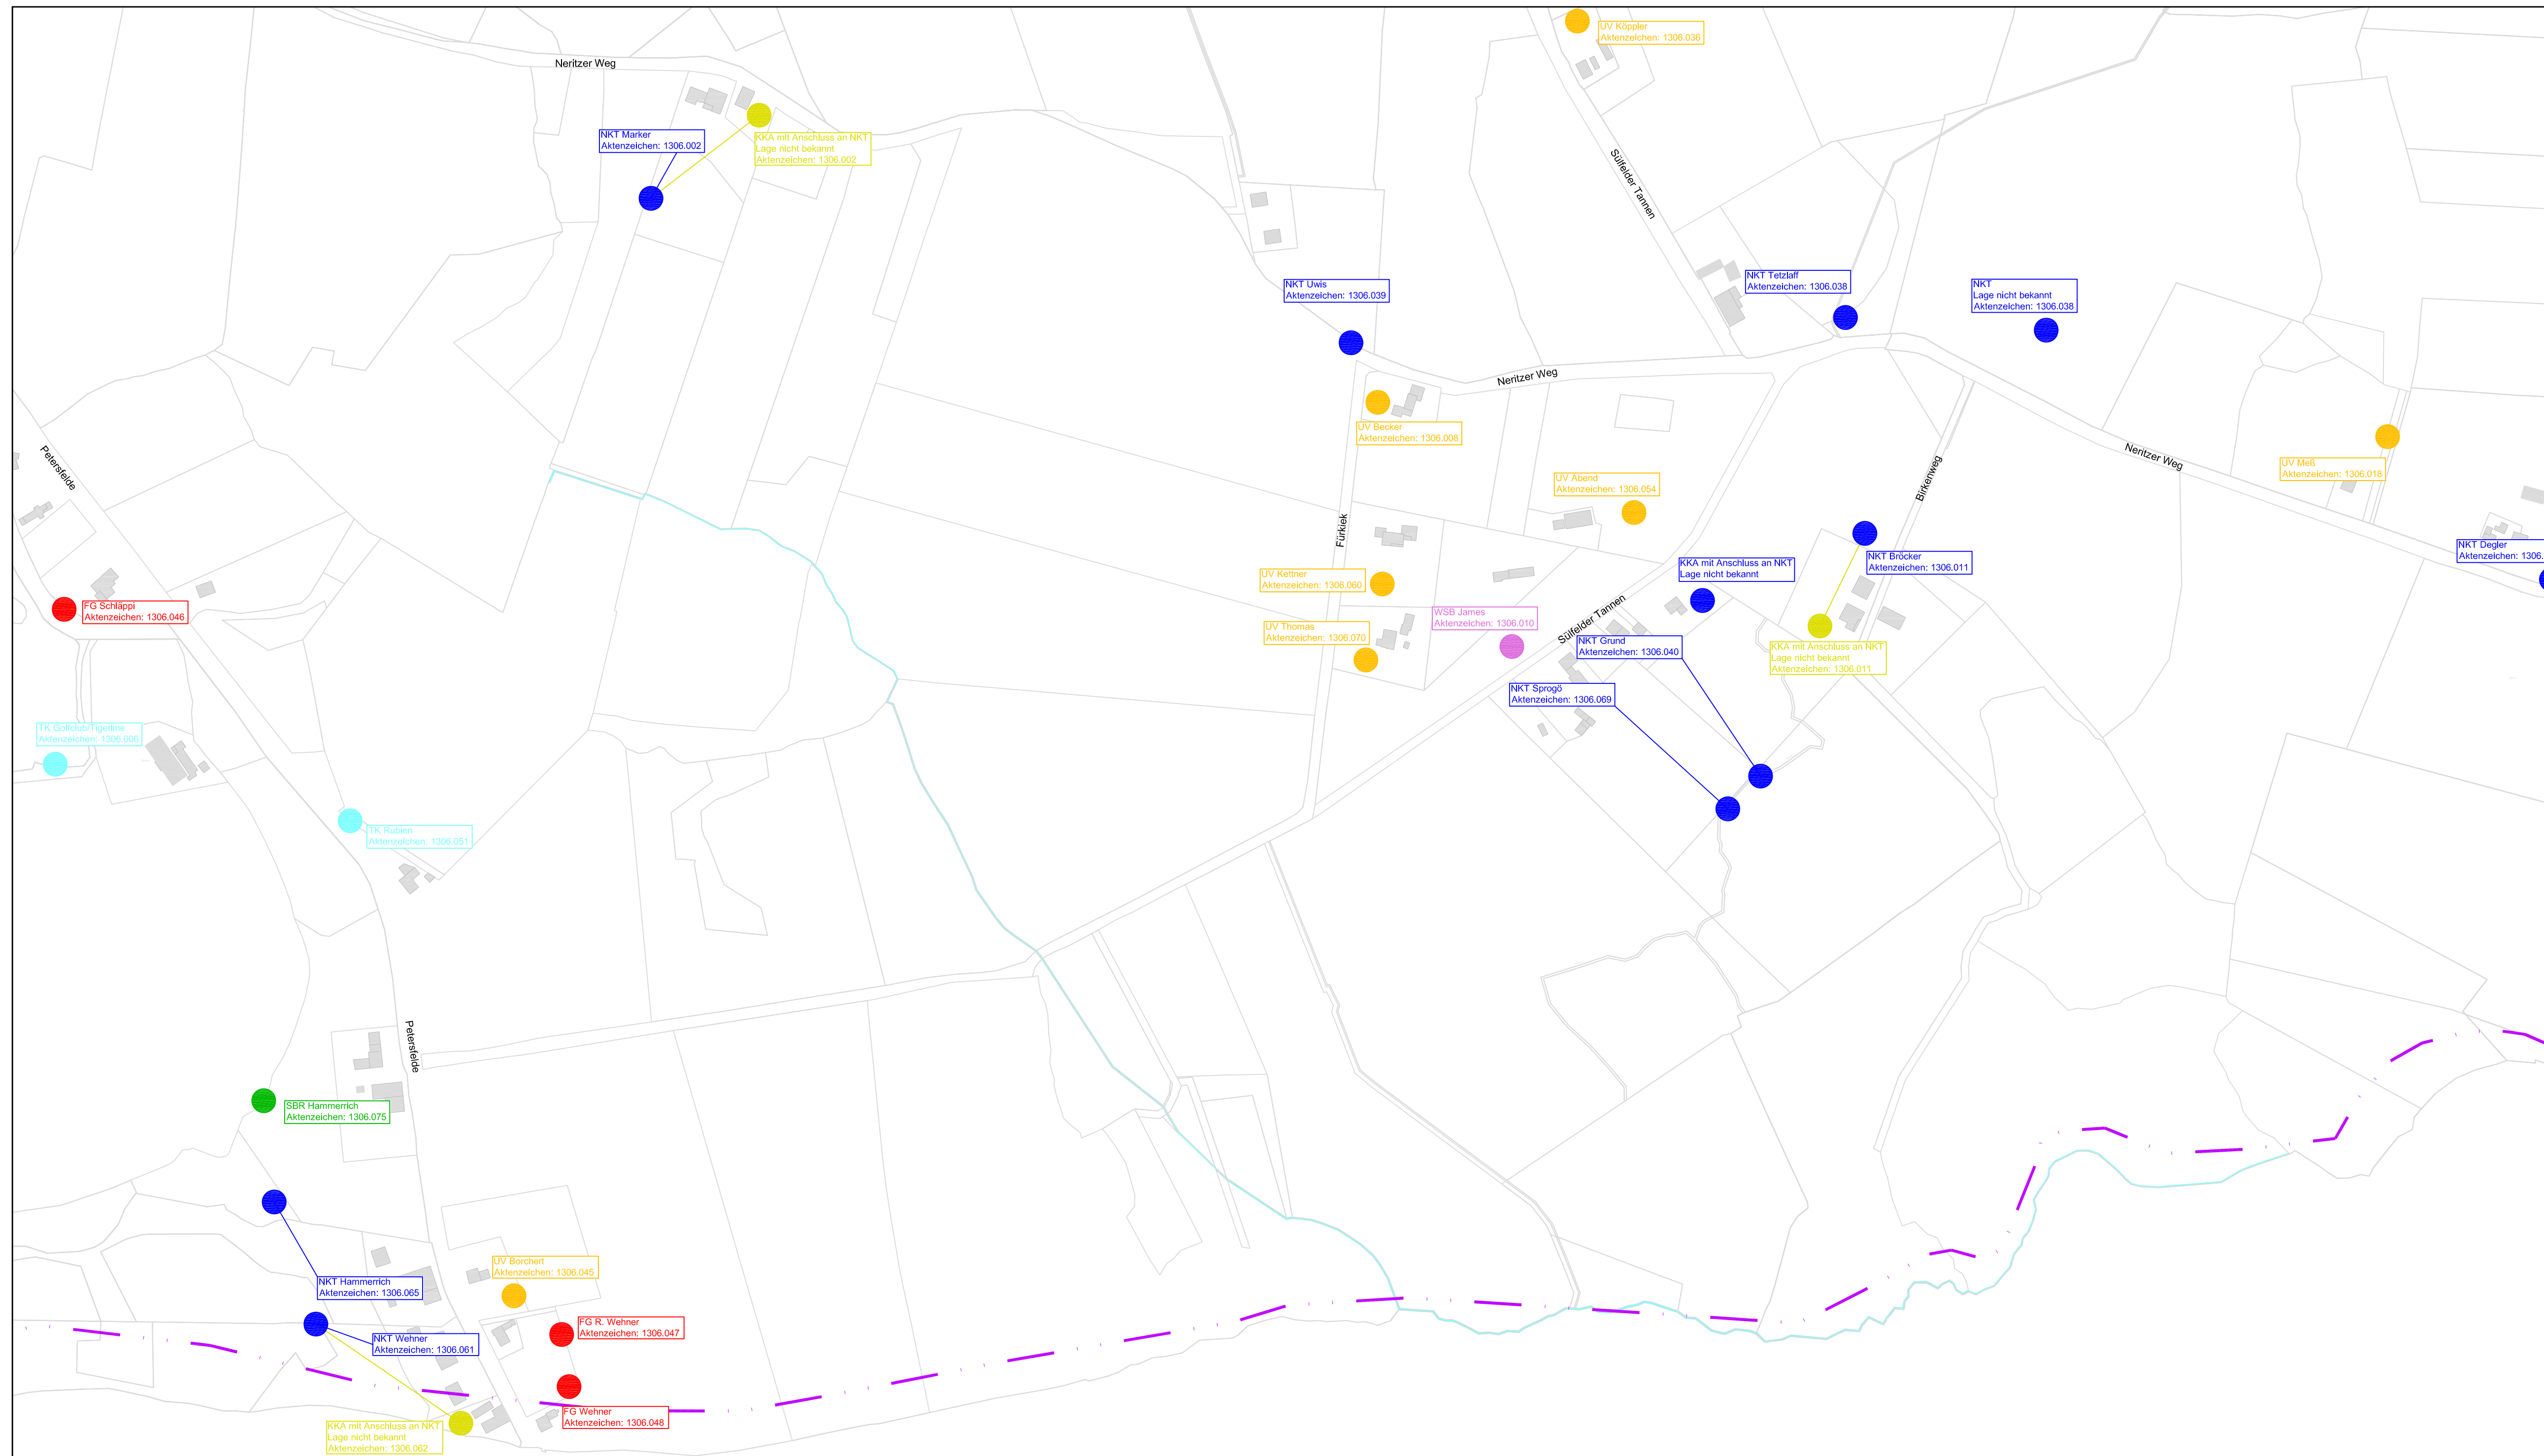 UV Köppler
Aktenzeichen: 1306.036
Neritzer Weg
NKT Marker
Aktenzeichen: 1306.002
KKA mit Anschluss an NKT
Lage nicht bekannt
Aktenzeichen: 1306.002
Sülfelder Tannen
NKT Uwis
Aktenzeichen: 1306.039
NKT Tetzlaff
Aktenzeichen: 1306.038
NKT
Lage nicht bekannt
Aktenzeichen: 1306.038
Neritzer Weg
UV Becker
Aktenzeichen: 1306.008
Petersfelde
Neritzer Weg
UV Meß
Aktenzeichen: 1306.018
Birkenweg
UV Abend
Aktenzeichen: 1306.054
Fürkiek
NKT Degler
Aktenzeichen: 1306.
NKT Bröcker
Aktenzeichen: 1306.011
KKA mit Anschluss an NKT
Lage nicht bekannt
UV Kettner
Aktenzeichen: 1306.060
FG Schläppi
Aktenzeichen: 1306.046
WSB James
Aktenzeichen: 1306.010
Sülfelder Tannen
UV Thomas
Aktenzeichen: 1306.070
NKT Grund
Aktenzeichen: 1306.040
KKA mit Anschluss an NKT
Lage nicht bekannt
Aktenzeichen: 1306.011
NKT Sprogö
Aktenzeichen: 1306.069
TK Golfclub/Tigerline
Aktenzeichen: 1306.006
TK Rubien
Aktenzeichen: 1306.051
Petersfelde
SBR Hammerrich
Aktenzeichen: 1306.075
UV Borchert
Aktenzeichen: 1306.045
NKT Hammerrich
Aktenzeichen: 1306.065
FG R. Wehner
Aktenzeichen: 1306.047
NKT Wehner
Aktenzeichen: 1306.061
FG Wehner
Aktenzeichen: 1306.048
KKA mit Anschluss an NKT
Lage nicht bekannt
Aktenzeichen: 1306.062